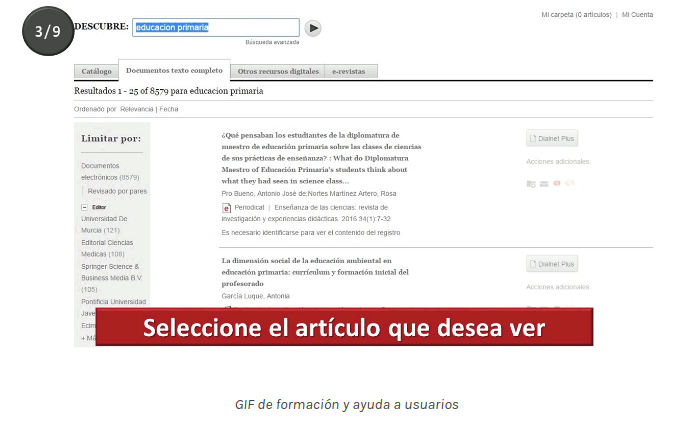 3/9
DESCUBRE: educacion primaria
Mi carpeta (0 artículos) | Mi Cuenta
Búsqueda avanzada
Catálogo Documentos texto completo Otros recursos digitales e-revistas
Resultados 1 - 25 of 8579 para educacion primaria
Ordenado por Relevancia | Fecha
Limitar por:
Documentos
electrónicos (8579)
Revisado por pares
Editor
Universidad De
Murcia (121)
Editorial Ciencias
Medicas (106)
Springer Science &
Business Media B.V.
(105)
Pontificia Universidad
Jave
Ecim
+ Má
¿Qué pensaban los estudiantes de la diplomatura de
maestro de educación primaria sobre las clases de ciencias
de sus prácticas de enseñanza? : What do Diplomatura
Maestro of Educación Primaria's students think about
what they had seen in science class...
Pro Bueno, Antonio José de;Nortes Martínez Artero, Rosa
Periodical | Enseñanza de las ciencias: revista de
investigación y experiencias didácticas. 2016 34(1):7-32
Es necesario identificarse para ver el contenido del registro
Dialnet Plus
Acciones adicionales:
La dimensión social de la educación ambiental en
educación primaria: currículum y formación inicial del
profesorado
García Luque, Antonia
Dialnet Plus
Acciones adicionales:
Seleccione el artículo que desea ver
GIF de formación y ayuda a usuarios